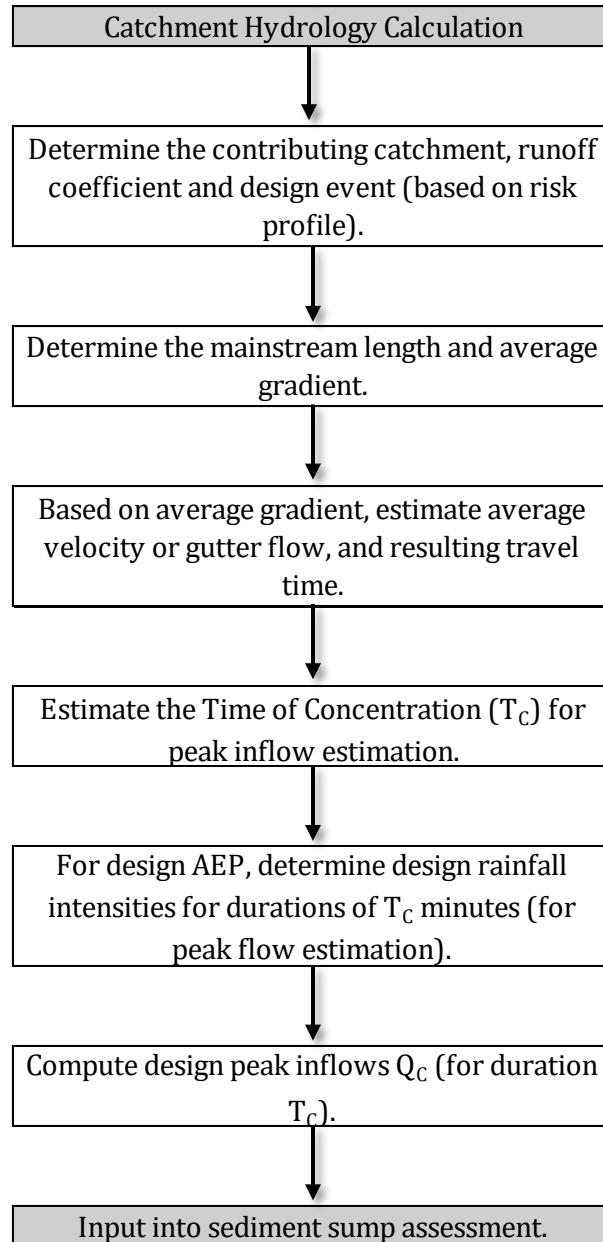 Catchment Hydrology Calculation
Determine the contributing catchment, runoff
coefficient and design event (based on risk
profile).
Determine the mainstream length and average
gradient.
Based on average gradient, estimate average
velocity or gutter flow, and resulting travel
time.
Estimate the Time of Concentration (T_C) for
peak inflow estimation.
For design AEP, determine design rainfall
intensities for durations of T_C minutes (for
peak flow estimation).
Compute design peak inflows Q_C (for duration
T_C).
Input into sediment sump assessment.